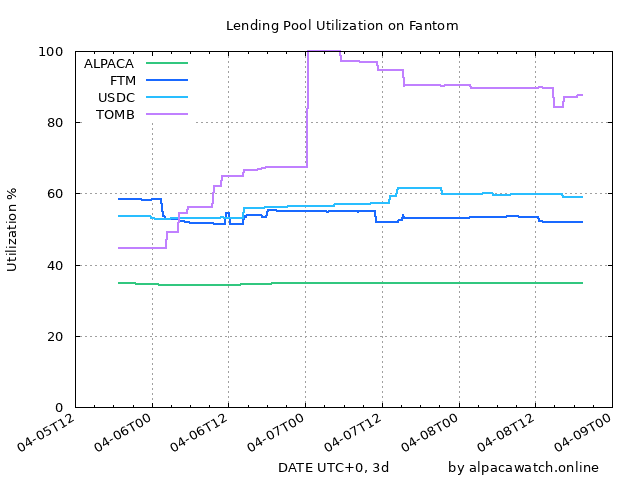 Lending Pool Utilization on Fantom
100
80
60
40
20
0
Utilization %
ALPACA
FTM
USDC
TOMB
04-05T12
04-06T00
04-06T12
04-07T00
04-07T12
04-08T00
04-08T12
04-09T00
DATE UTC+0, 3d
by alpacawatch.online